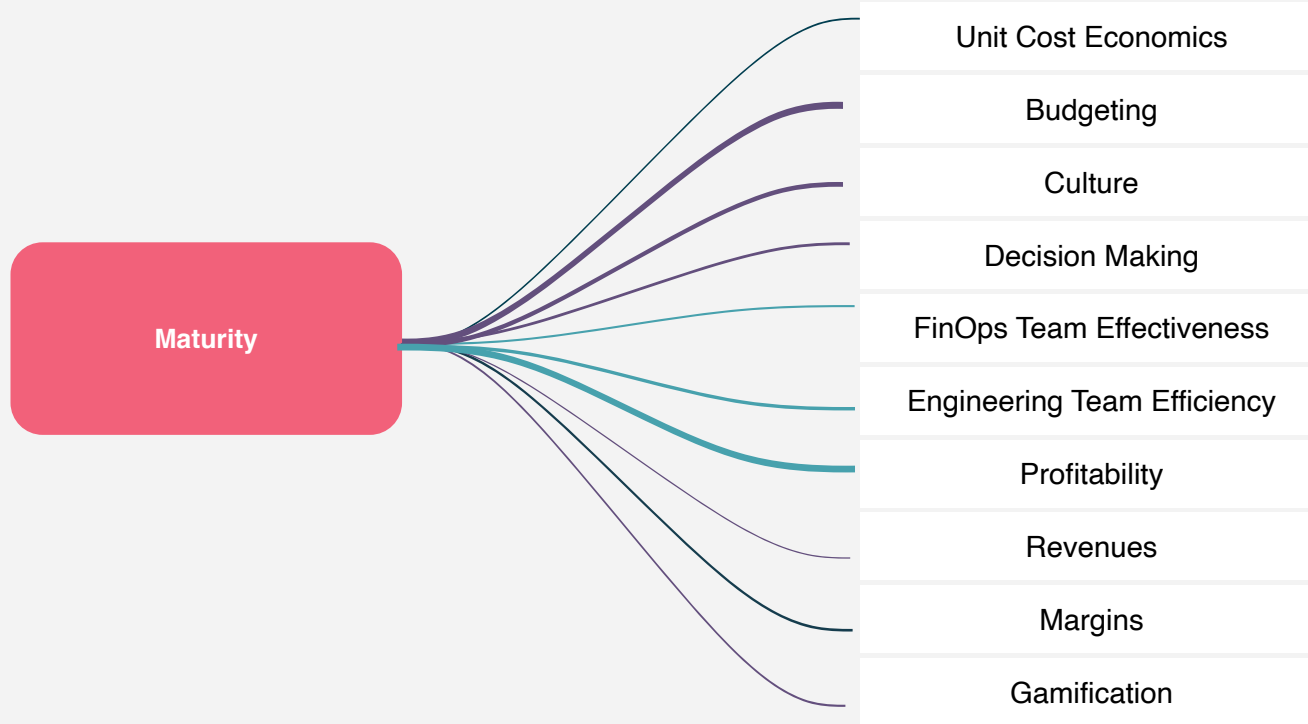 Unit Cost Economics
Budgeting
Culture
Decision Making
Maturity
FinOps Team Effectiveness
Engineering Team Efficiency
Profitability
Revenues
Margins
Gamification